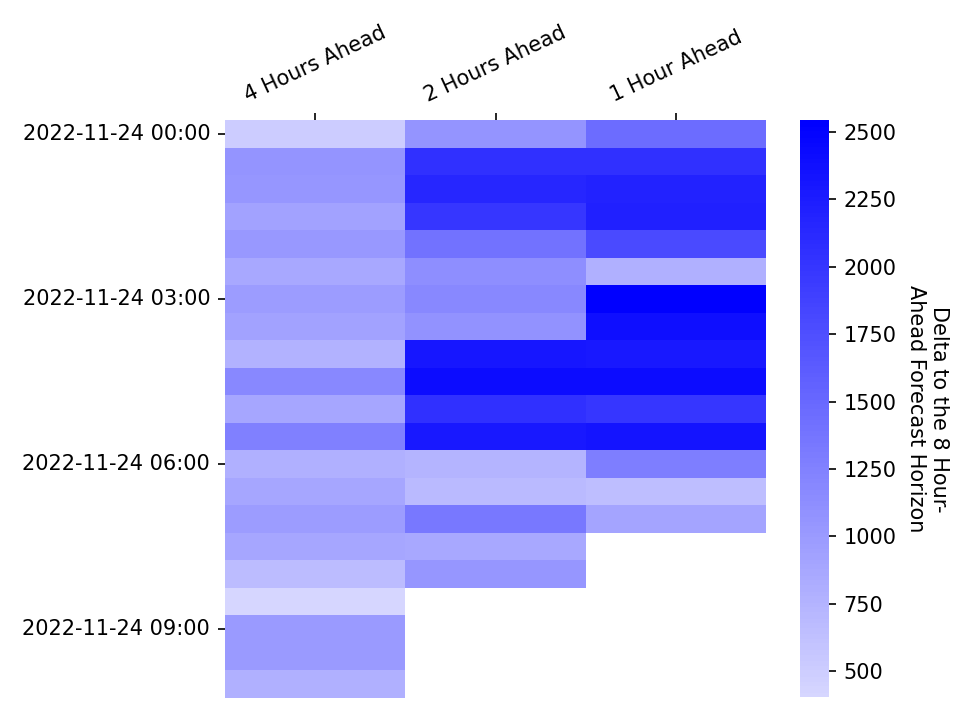 4 Hours Ahead
2 Hours Ahead
1 Hour Ahead
2022-11-24 00:00
2022-11-24 03:00
2022-11-24 06:00
2022-11-24 09:00
2500
2250
2000
1750
1500
1250
1000
750
500
Delta to the 8 Hour-
Ahead Forecast Horizon